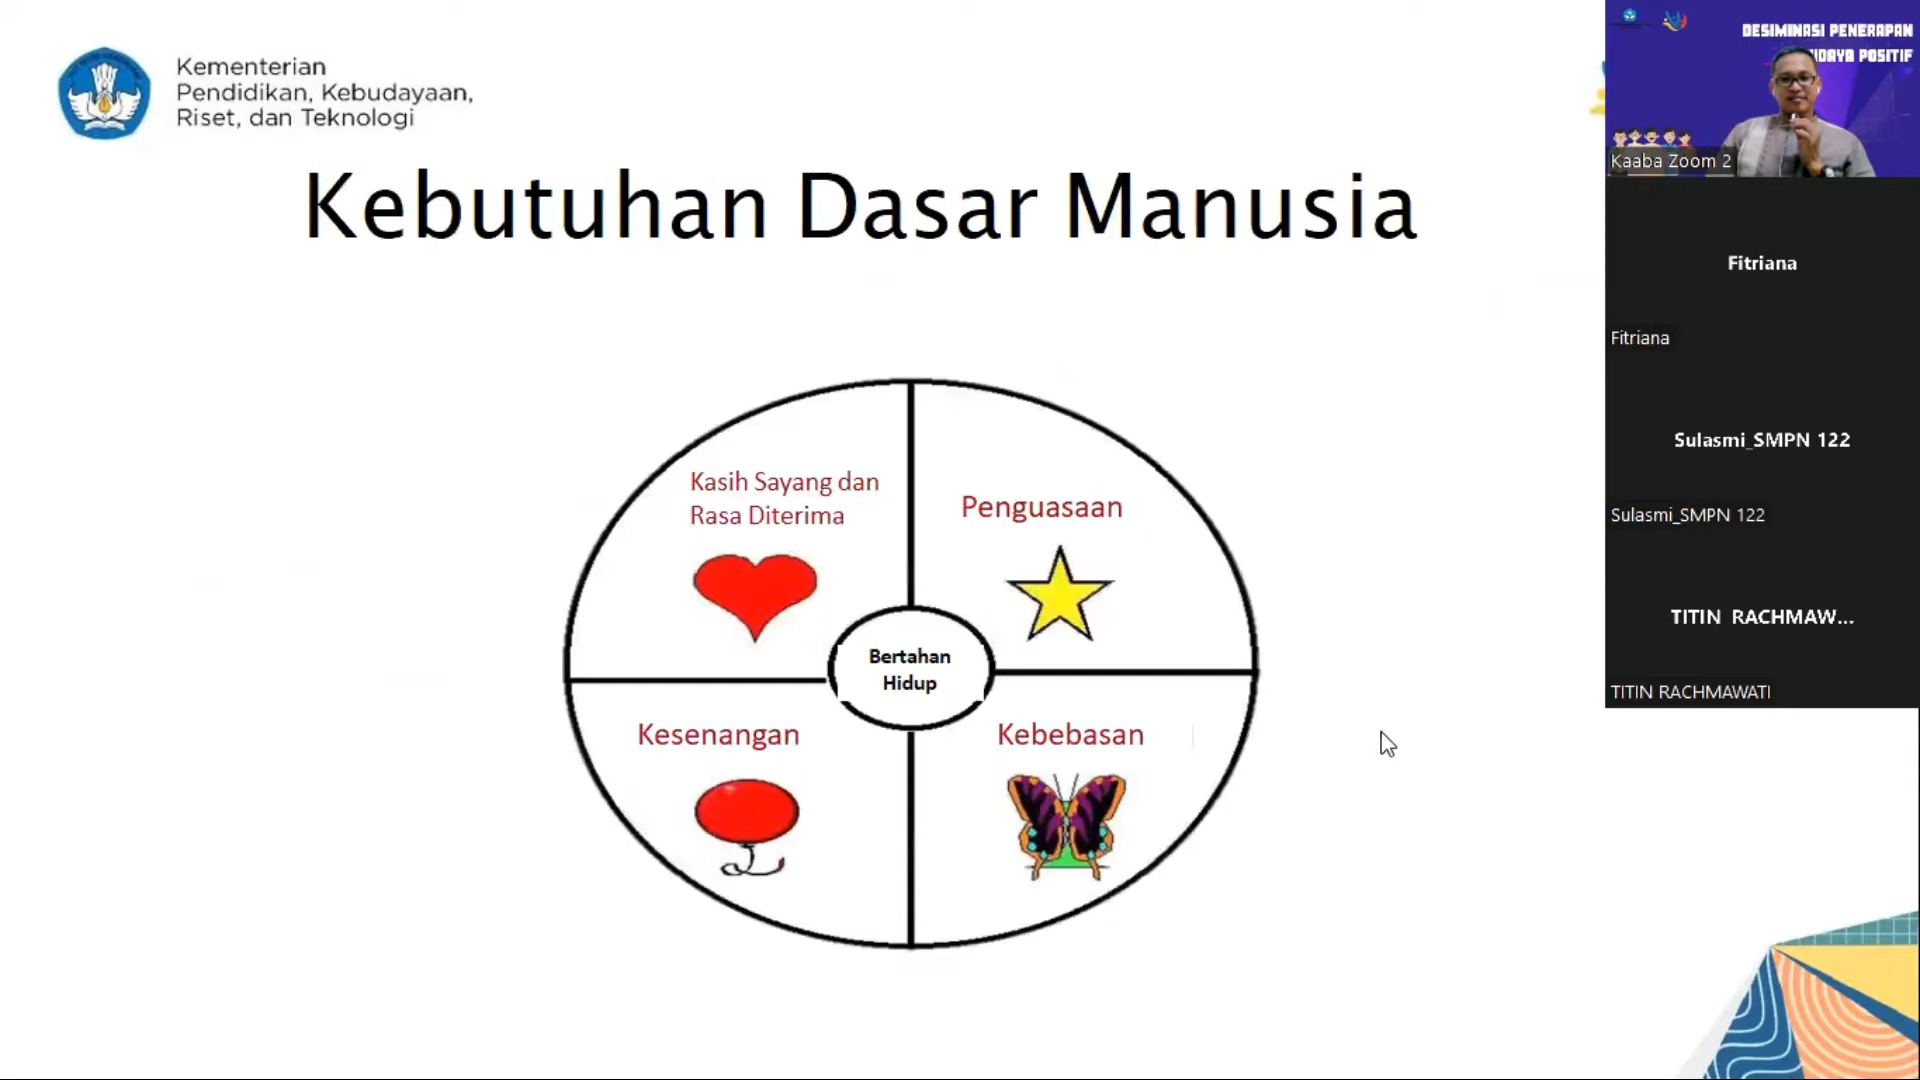 Kementerian
Pendidikan, Kebudayaan,
Riset, dan Teknologi
Kebutuhan Dasar Manusia
Kasih Sayang dan
Rasa Diterima
Penguasaan
Bertahan
Hidup
Kesenangan
Kebebasan
DESIMINASI PENERAPAN
POSITIF
Kaaba Zoom 2
Fitriana
Fitriana
Sulasmi_SMPN 122
Sulasmi_SMPN 122
TITIN RACHMAW...
TITIN RACHMAWATI